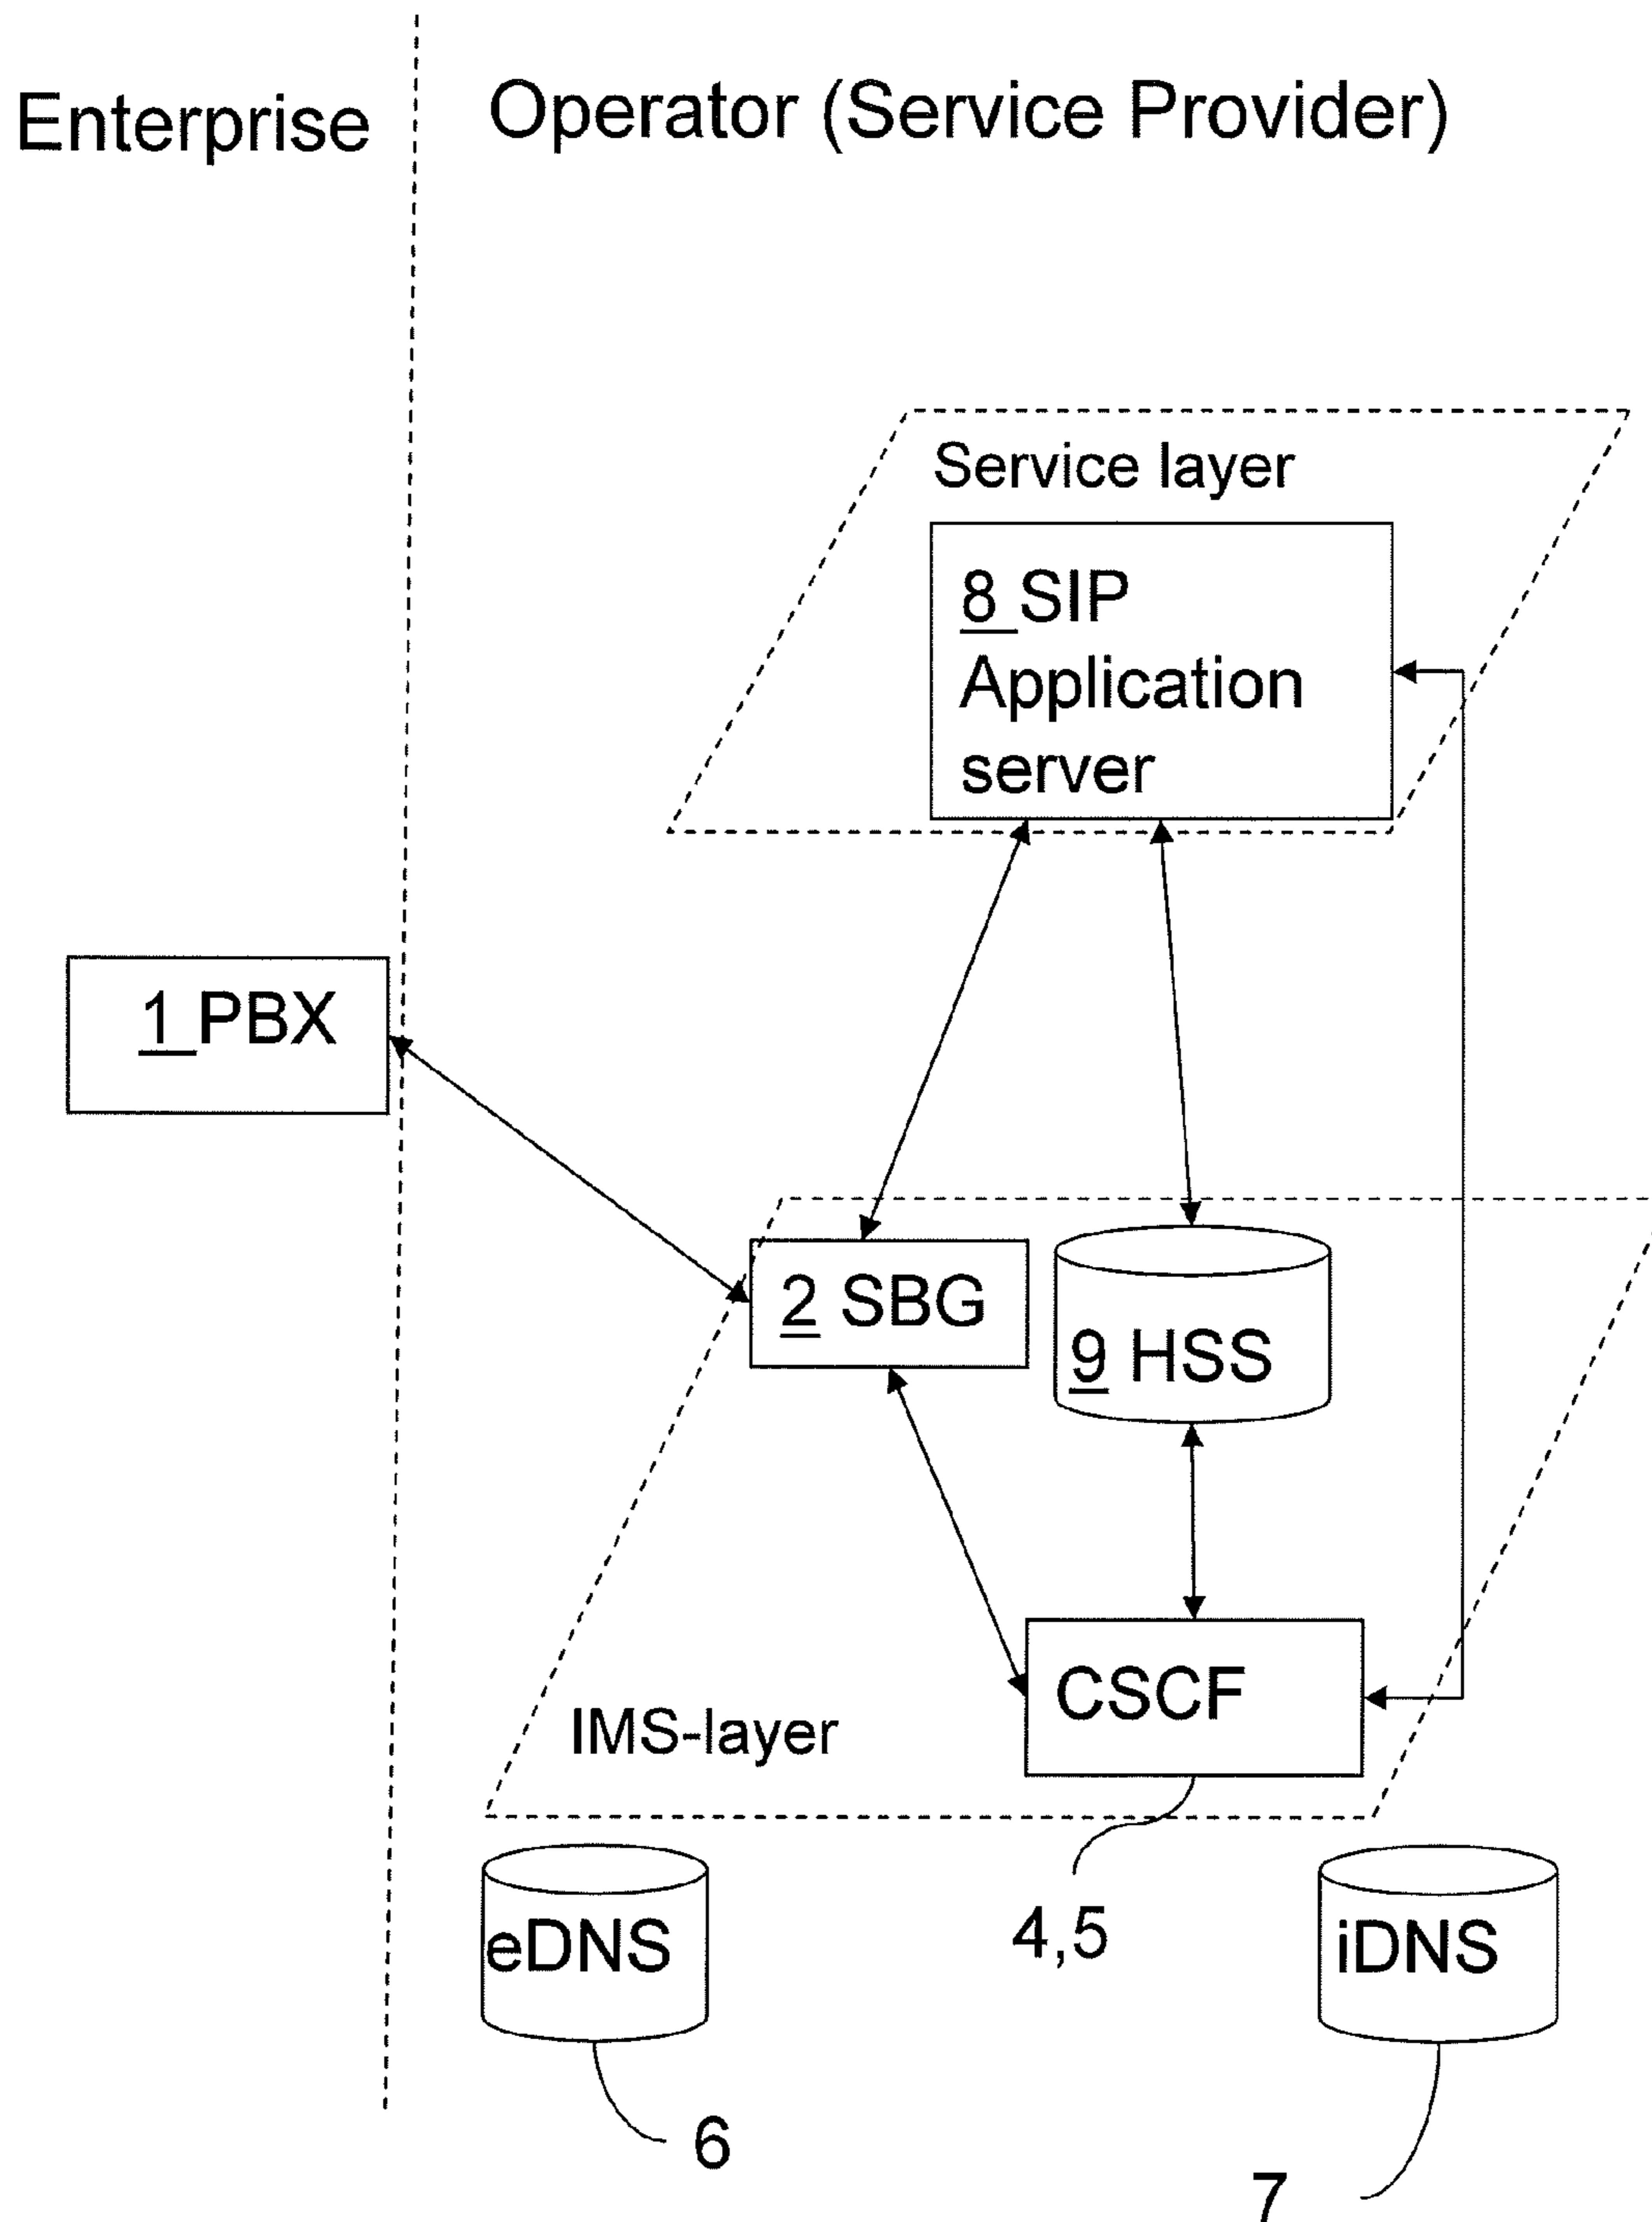 Enterprise
Operator (Service Provider)
Service layer
8 SIP
Application
server
1 PBX
2 SBG
9 HSS
CSCF
IMS-layer
eDNS
4,5
iDNS
6
7